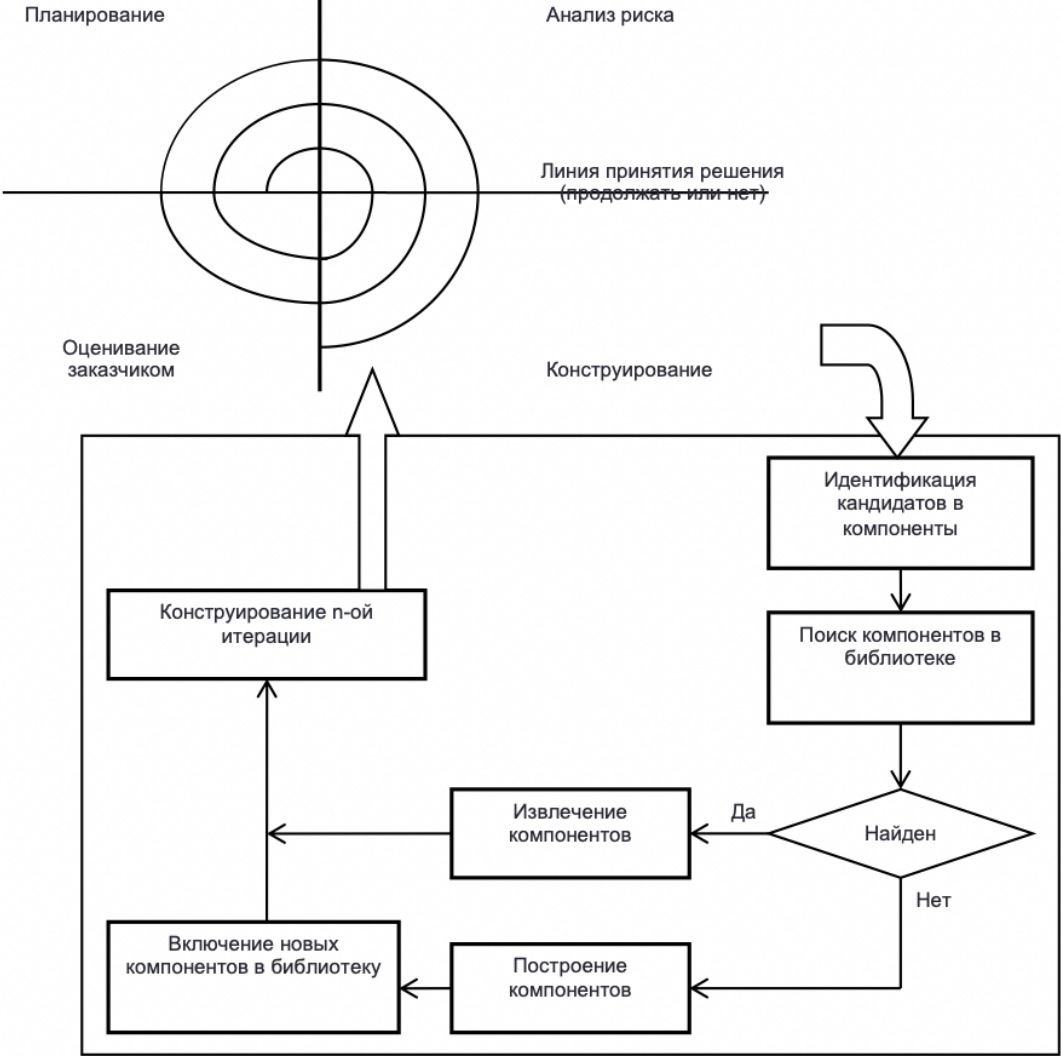 Планирование
Анализ риска
Линия принятия решения
(продолжать или нет)
Оценивание
заказчиком
Конструирование
Идентификация
кандидатов в
компоненты
Конструирование n-ой
итерации
Поиск компонентов в
библиотеке
Извлечение
компонентов
Да
Найден
Нет
Включение новых
компонентов в библиотеку
Построение
компонентов